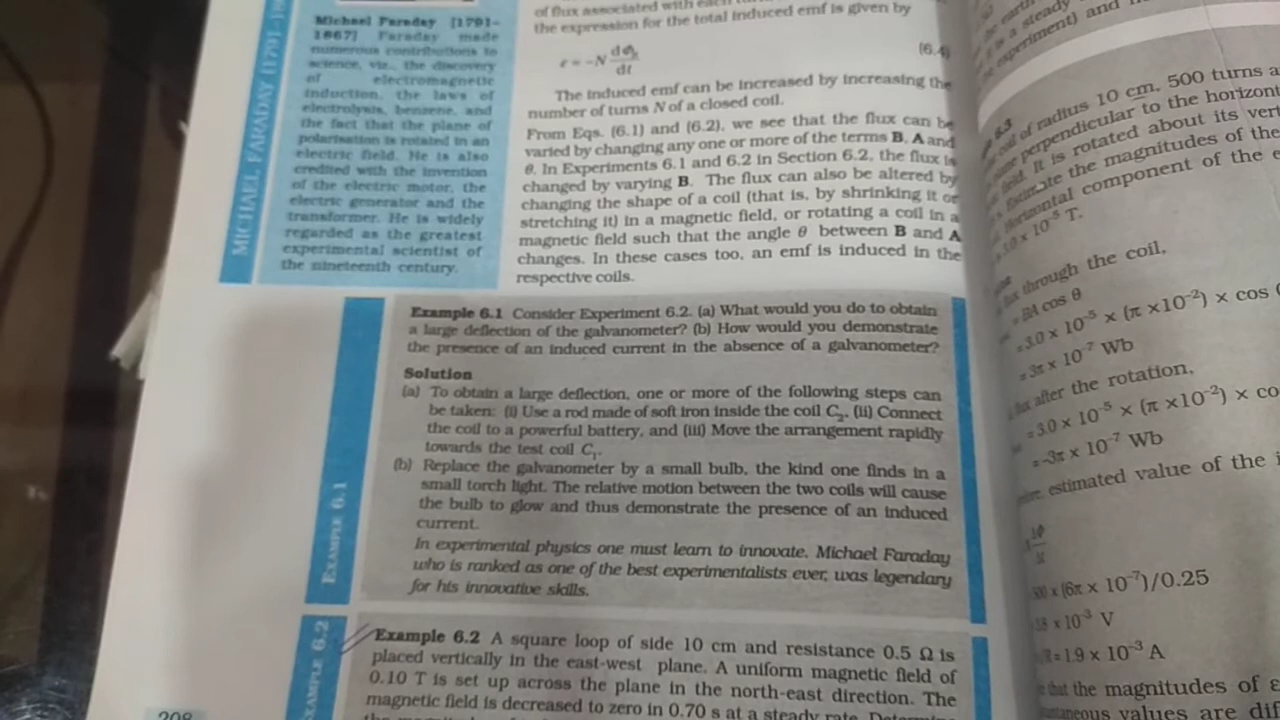 MICHAEL FARADAY (1791–18
Michael Faraday [1791–
1867] Faraday made
numerous contributions to
science, viz., the discovery
of electromagnetic
induction, the laws of
electrolysis, benzene, and
the fact that the plane of
polarisation is rotated in an
electric field. He is also
credited with the invention
of the electric motor, the
electric generator and the
transformer. He is widely
regarded as the greatest
experimental scientist of
the nineteenth century.
of flux associated with each
the expression for the total induced emf is given by
ε = –N dΦB/dt (6.4)
The induced emf can be increased by increasing the
number of turns N of a closed coil.
From Eqs. (6.1) and (6.2), we see that the flux can be
varied by changing any one or more of the terms B, A and
θ. In Experiments 6.1 and 6.2 in Section 6.2, the flux is
changed by varying B. The flux can also be altered by
changing the shape of a coil (that is, by shrinking it or
stretching it) in a magnetic field, or rotating a coil in a
magnetic field such that the angle θ between B and A
changes. In these cases too, an emf is induced in the
respective coils.
EXAMPLE 6.1
Example 6.1 Consider Experiment 6.2. (a) What would you do to obtain
a large deflection of the galvanometer? (b) How would you demonstrate
the presence of an induced current in the absence of a galvanometer?
Solution
(a) To obtain a large deflection, one or more of the following steps can
be taken: (i) Use a rod made of soft iron inside the coil C2, (ii) Connect
the coil to a powerful battery, and (iii) Move the arrangement rapidly
towards the test coil C1.
(b) Replace the galvanometer by a small bulb, the kind one finds in a
small torch light. The relative motion between the two coils will cause
the bulb to glow and thus demonstrate the presence of an induced
current.
In experimental physics one must learn to innovate. Michael Faraday
who is ranked as one of the best experimentalists ever, was legendary
for his innovative skills.
EXAMPLE 6.2
Example 6.2 A square loop of side 10 cm and resistance 0.5 Ω is
placed vertically in the east-west plane. A uniform magnetic field of
0.10 T is set up across the plane in the north-east direction. The
magnetic field is decreased to zero in 0.70 s at a steady rate. Determine
208
a steady
experiment) and
6.3
coil of radius 10 cm, 500 turns a
perpendicular to the horizont
field. It is rotated about its vert
Estimate the magnitudes of the
horizontal component of the e
3.0 x 10⁻⁵ T.
through the coil,
= BA cos θ
= 3.0 x 10⁻⁵ × (π ×10⁻²) × cos
= 3π x 10⁻⁷ Wb
after the rotation,
= 3.0 x 10⁻⁵ × (π ×10⁻²) × co
= –3π x 10⁻⁷ Wb
estimated value of the i
x (6π x 10⁻⁷)/0.25
x 10⁻³ V
= 1.9 x 10⁻³ A
that the magnitudes of ε
values are dif